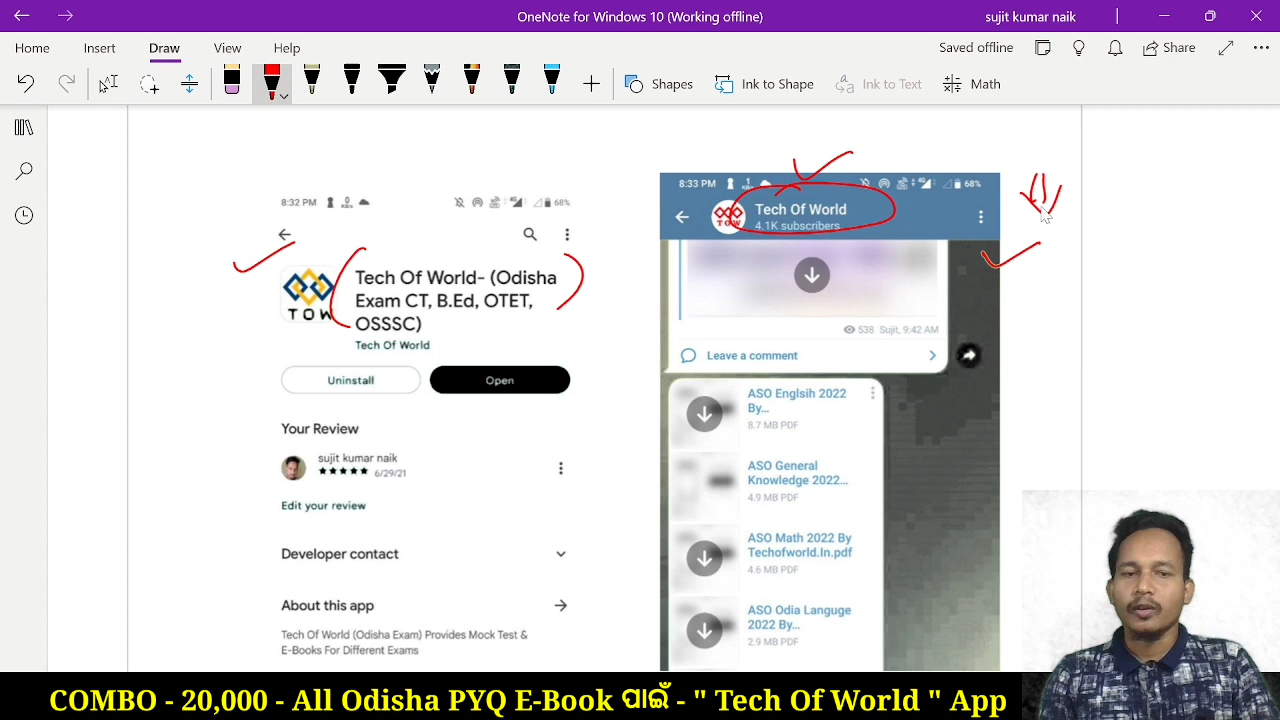 OneNote for Windows 10 (Working offline)
sujit kumar naik
Home Insert Draw View Help
Saved offline
Share
Shapes
Ink to Shape
Ink to Text
Math
8:32 PM
68%
Tech Of World- (Odisha
Exam CT, B.Ed, OTET,
OSSSC)
Tech Of World
TOW
Uninstall
Open
Your Review
sujit kumar naik
★★★★★ 6/29/21
Edit your review
Developer contact
About this app
Tech Of World (Odisha Exam) Provides Mock Test &
E-Books For Different Exams
8:33 PM
68%
TOW
Tech Of World
4.1K subscribers
538 Sujit, 9:42 AM
Leave a comment
ASO Englsih 2022
By...
8.7 MB PDF
ASO General
Knowledge 2022...
4.9 MB PDF
ASO Math 2022 By
Techofworld.In.pdf
4.6 MB PDF
ASO Odia Languge
2022 By...
2.9 MB PDF
COMBO - 20,000 - All Odisha PYQ E-Book ପାଇଁ - " Tech Of World " App